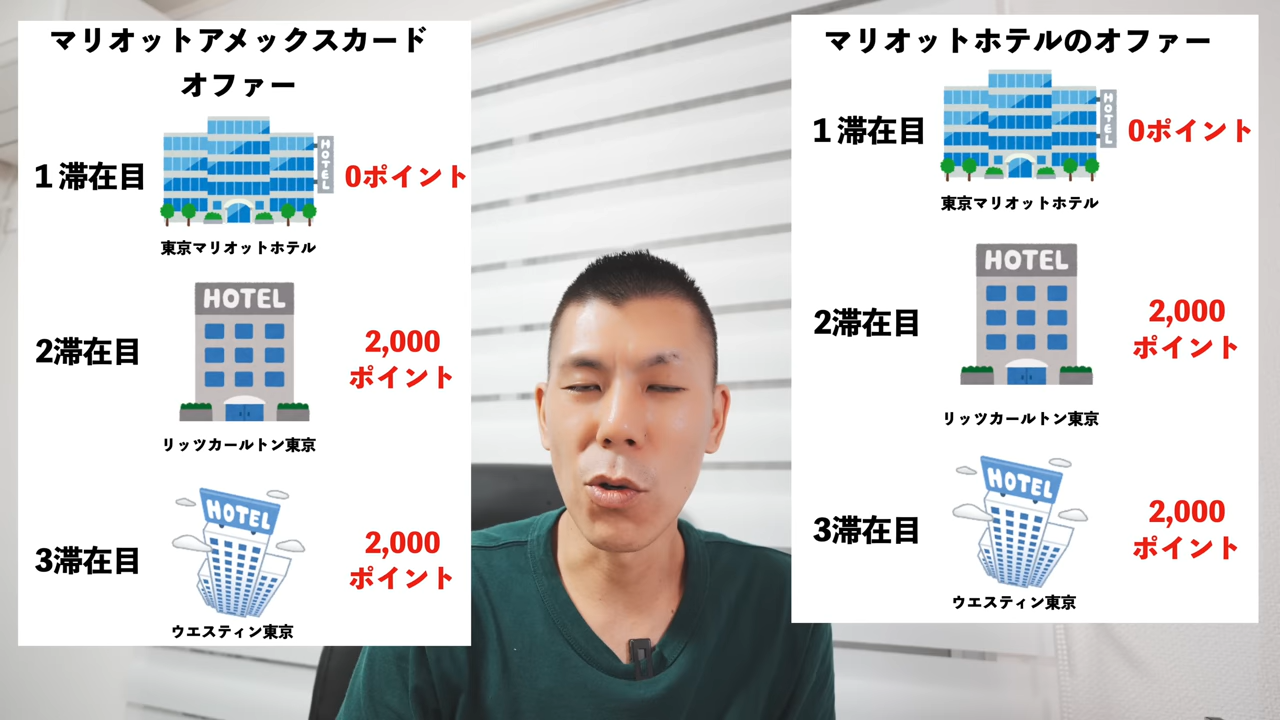 マリオットアメックスカード
オファー
1滞在目
HOTEL
0ポイント
東京マリオットホテル
2滞在目
HOTEL
2,000
ポイント
リッツカールトン東京
3滞在目
HOTEL
2,000
ポイント
ウエスティン東京
マリオットホテルのオファー
1滞在目
HOTEL
0ポイント
東京マリオットホテル
2滞在目
HOTEL
2,000
ポイント
リッツカールトン東京
3滞在目
HOTEL
2,000
ポイント
ウエスティン東京